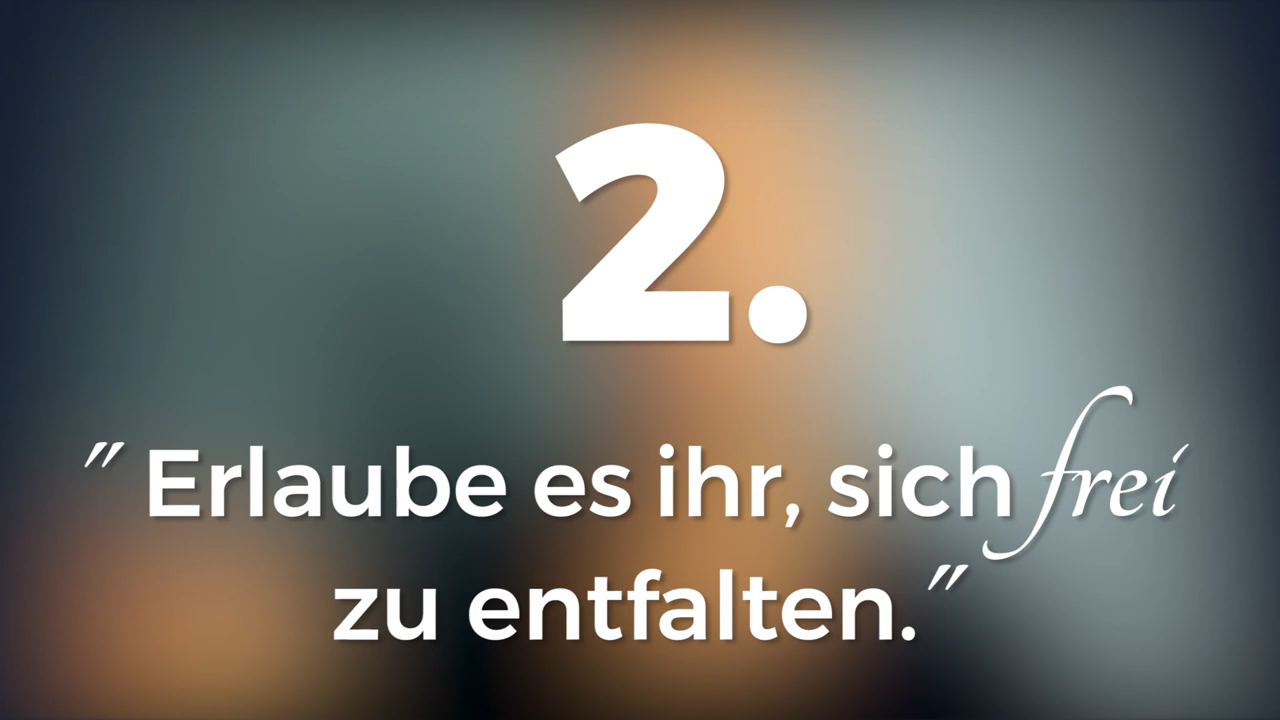 2.
" Erlaube es ihr, sich frei
zu entfalten."